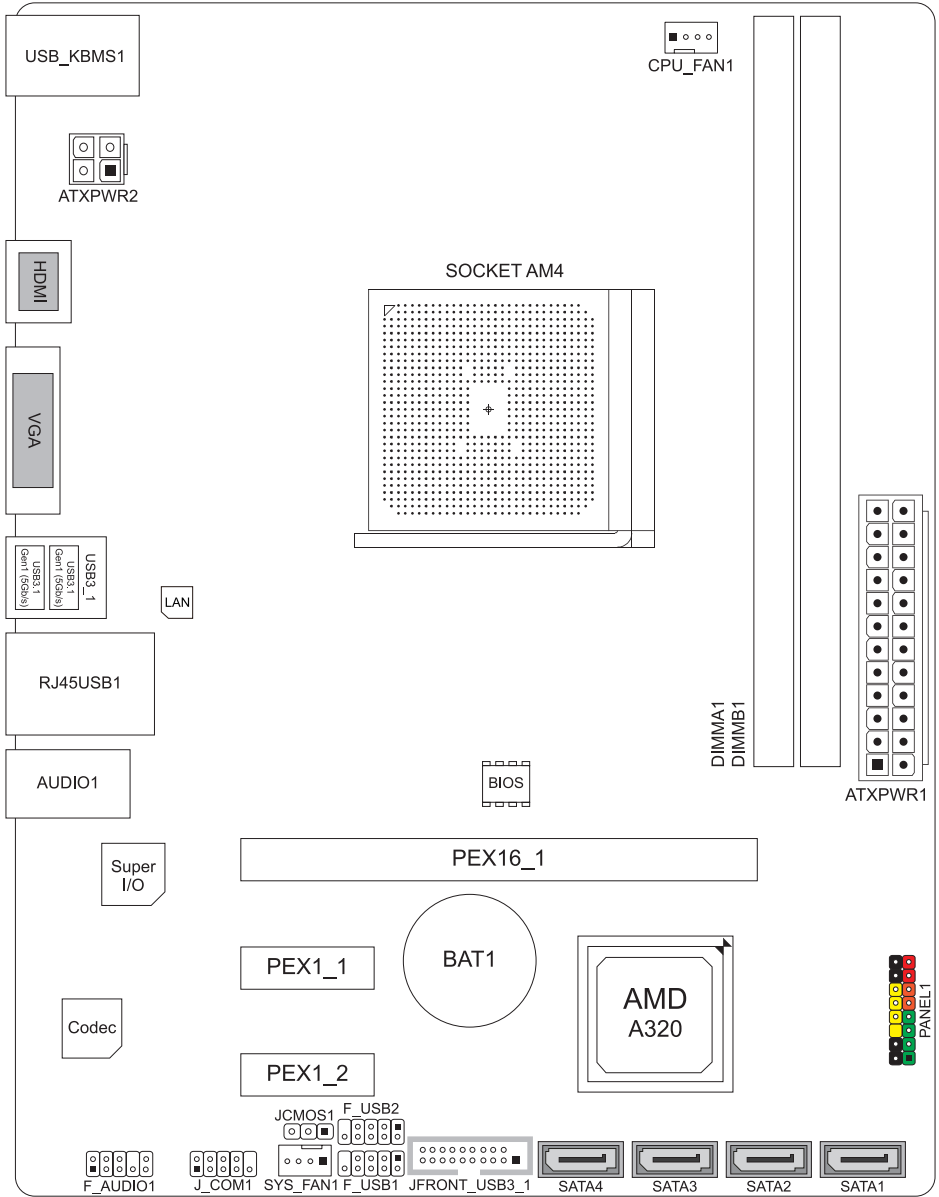 USB_KBMS1
CPU_FAN1
ATXPWR2
HDMI
SOCKET AM4
VGA
USB3.1
Gen1 (5Gb/s)
USB3.1
Gen1 (5Gb/s)
USB3_1
LAN
RJ45USB1
DIMMA1
DIMMB1
AUDIO1
BIOS
ATXPWR1
Super
I/O
PEX16_1
BAT1
PEX1_1
AMD
A320
PANEL1
Codec
PEX1_2
JCMOS1
F_USB2
F_AUDIO1
J_COM1
SYS_FAN1
F_USB1
JFRONT_USB3_1
SATA4
SATA3
SATA2
SATA1